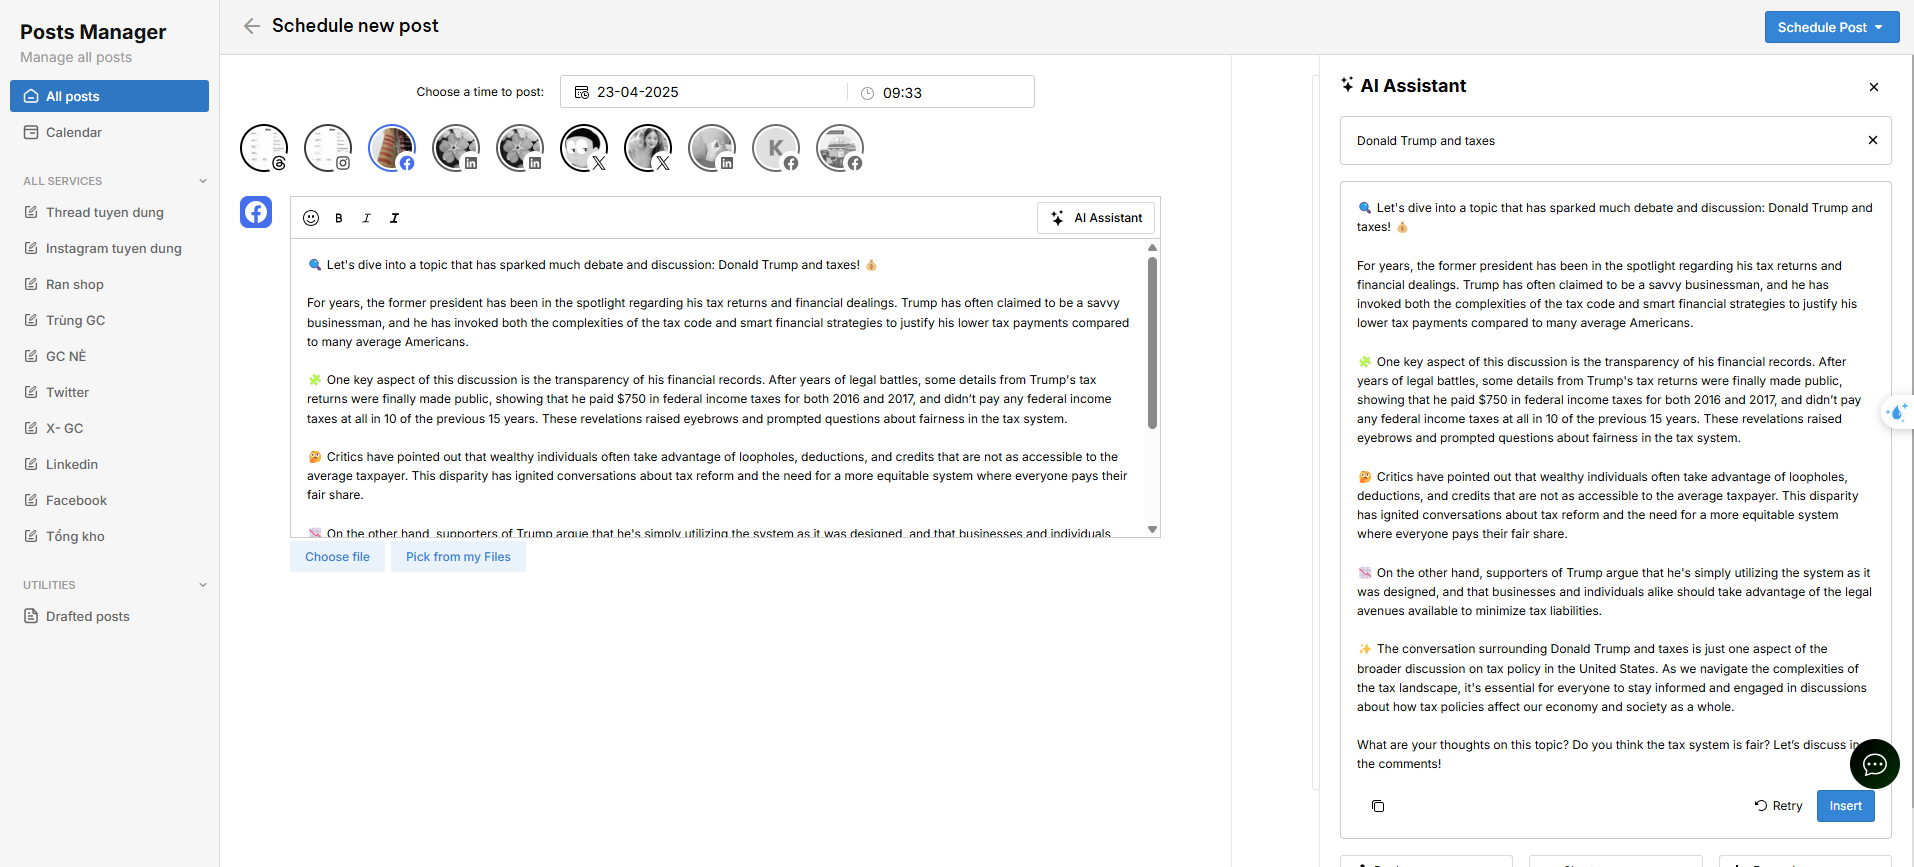 Posts Manager
Manage all posts
All posts
Calendar
ALL SERVICES
Thread tuyen dung
Instagram tuyen dung
Ran shop
Trùng GC
GC NÈ
Twitter
X- GC
Linkedin
Facebook
Tổng kho
UTILITIES
Drafted posts
Schedule new post
Schedule Post
Choose a time to post:
23-04-2025
09:33
K
B
I
I
AI Assistant
🔍 Let's dive into a topic that has sparked much debate and discussion: Donald Trump and taxes! 💰
For years, the former president has been in the spotlight regarding his tax returns and financial dealings. Trump has often claimed to be a savvy
businessman, and he has invoked both the complexities of the tax code and smart financial strategies to justify his lower tax payments compared
to many average Americans.
🧩 One key aspect of this discussion is the transparency of his financial records. After years of legal battles, some details from Trump's tax
returns were finally made public, showing that he paid $750 in federal income taxes for both 2016 and 2017, and didn’t pay any federal income
taxes at all in 10 of the previous 15 years. These revelations raised eyebrows and prompted questions about fairness in the tax system.
🤔 Critics have pointed out that wealthy individuals often take advantage of loopholes, deductions, and credits that are not as accessible to the
average taxpayer. This disparity has ignited conversations about tax reform and the need for a more equitable system where everyone pays their
fair share.
📉 On the other hand, supporters of Trump argue that he's simply utilizing the system as it was designed, and that businesses and individuals
Choose file
Pick from my Files
AI Assistant
Donald Trump and taxes
🔍 Let's dive into a topic that has sparked much debate and discussion: Donald Trump and
taxes! 💰
For years, the former president has been in the spotlight regarding his tax returns and
financial dealings. Trump has often claimed to be a savvy businessman, and he has
invoked both the complexities of the tax code and smart financial strategies to justify his
lower tax payments compared to many average Americans.
🧩 One key aspect of this discussion is the transparency of his financial records. After
years of legal battles, some details from Trump's tax returns were finally made public,
showing that he paid $750 in federal income taxes for both 2016 and 2017, and didn’t pay
any federal income taxes at all in 10 of the previous 15 years. These revelations raised
eyebrows and prompted questions about fairness in the tax system.
🤔 Critics have pointed out that wealthy individuals often take advantage of loopholes,
deductions, and credits that are not as accessible to the average taxpayer. This disparity
has ignited conversations about tax reform and the need for a more equitable system
where everyone pays their fair share.
📉 On the other hand, supporters of Trump argue that he's simply utilizing the system as it
was designed, and that businesses and individuals alike should take advantage of the legal
avenues available to minimize tax liabilities.
✨ The conversation surrounding Donald Trump and taxes is just one aspect of the
broader discussion on tax policy in the United States. As we navigate the complexities of
the tax landscape, it's essential for everyone to stay informed and engaged in discussions
about how tax policies affect our economy and society as a whole.
What are your thoughts on this topic? Do you think the tax system is fair? Let’s discuss in
the comments!
Retry
Insert